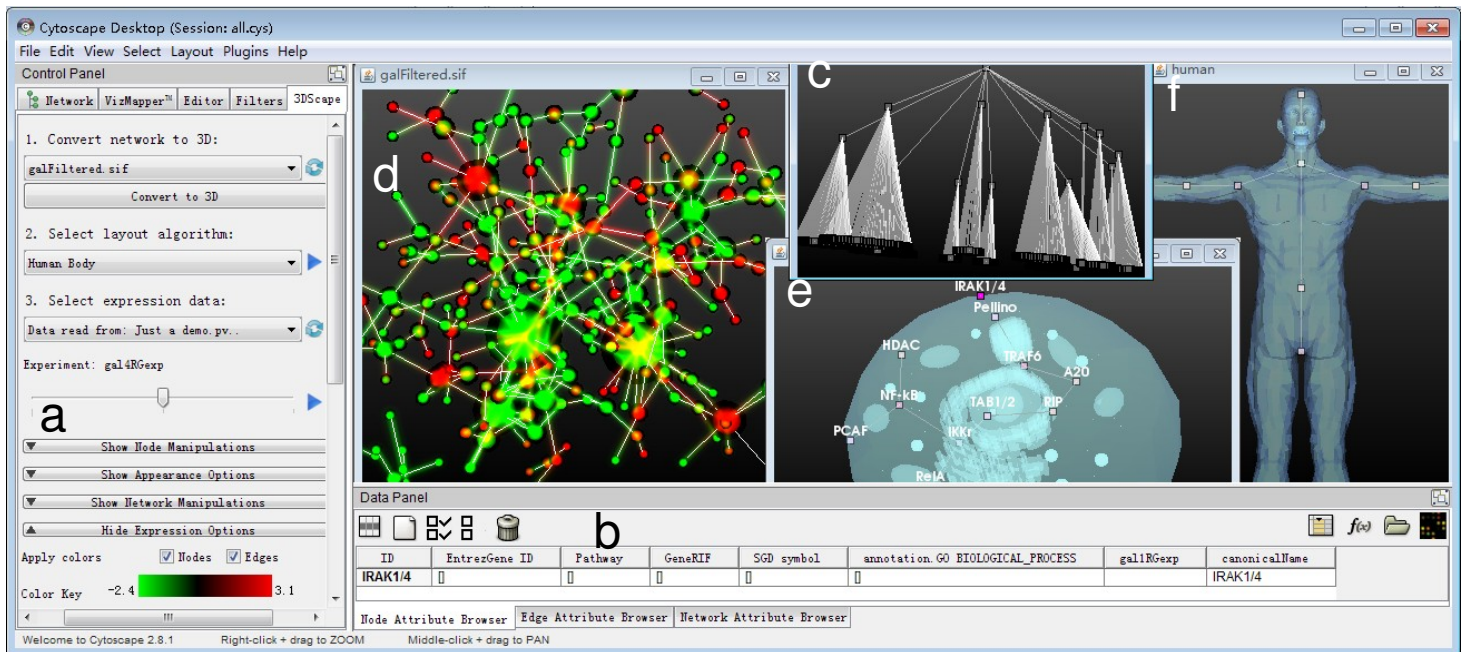 Cytoscape Desktop (Session: all.cys)
File Edit View Select Layout Plugins Help
Control Panel
Network VizMapper™ Editor Filters 3DScape
1. Convert network to 3D:
galFiltered.sif
Convert to 3D
2. Select layout algorithm:
Human Body
3. Select expression data:
Data read from: Just a demo.pv..
Experiment: gal4RGexp
a
Show Node Manipulations
Show Appearance Options
Show Network Manipulations
Hide Expression Options
Apply colors Nodes Edges
Color Key -2.4 3.1
galFiltered.sif
d
c
human
f
e
IRAK1/4
Pellino
HDAC
TRAF6
A20
NF-kB
TAB1/2
RIP
PCAF
IKKr
RelA
Data Panel
b
f(x)
ID EntrezGene ID Pathway GeneRIF SGD symbol annotation.GO BIOLOGICAL_PROCESS gal1RGexp canonicalName
IRAK1/4 [] [] [] [] [] IRAK1/4
Node Attribute Browser Edge Attribute Browser Network Attribute Browser
Welcome to Cytoscape 2.8.1 Right-click + drag to ZOOM Middle-click + drag to PAN